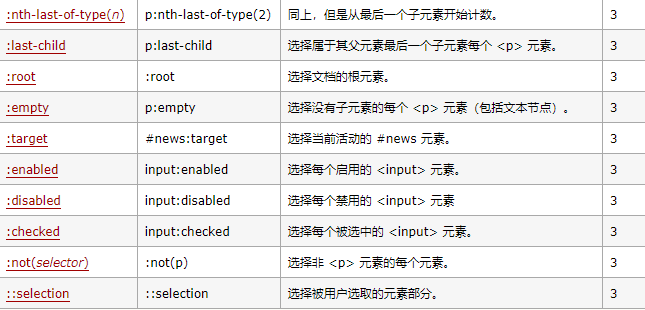 :nth-last-of-type(n) p:nth-last-of-type(2) 同上，但是从最后一个子元素开始计数。 3
:last-child p:last-child 选择属于其父元素最后一个子元素每个 <p> 元素。 3
:root :root 选择文档的根元素。 3
:empty p:empty 选择没有子元素的每个 <p> 元素（包括文本节点）。 3
:target #news:target 选择当前活动的 #news 元素。 3
:enabled input:enabled 选择每个启用的 <input> 元素。 3
:disabled input:disabled 选择每个禁用的 <input> 元素 3
:checked input:checked 选择每个被选中的 <input> 元素。 3
:not(selector) :not(p) 选择非 <p> 元素的每个元素。 3
::selection ::selection 选择被用户选取的元素部分。 3